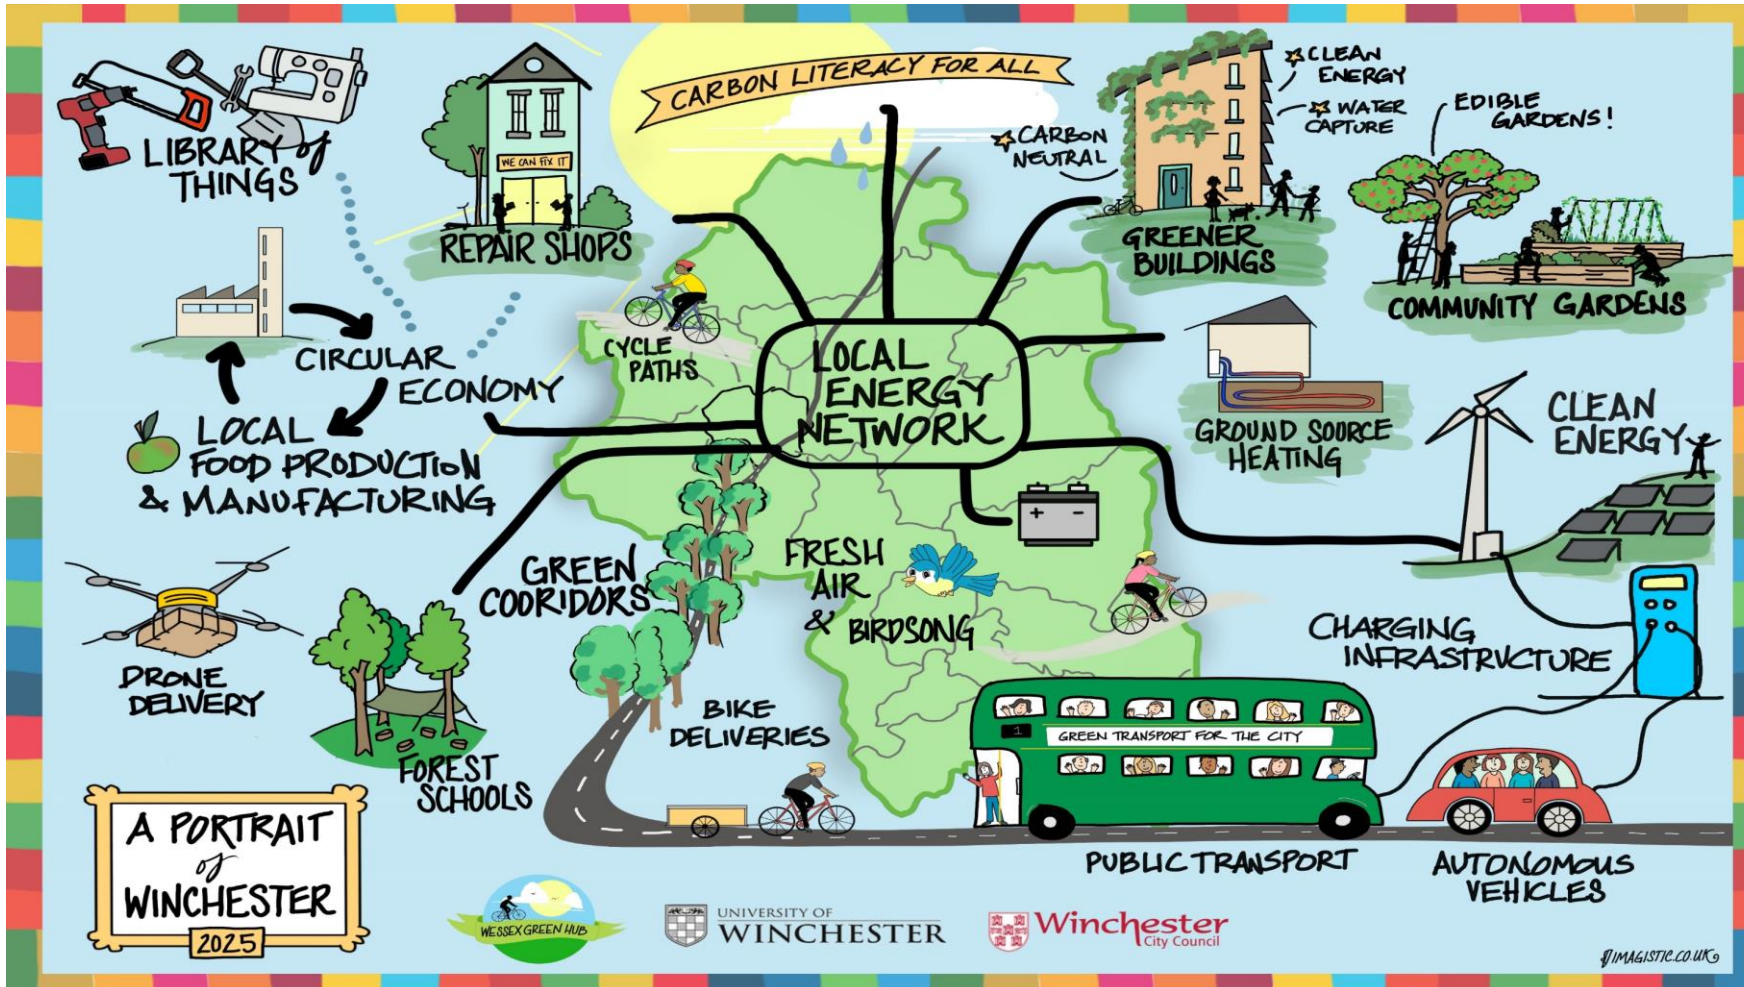 CARBON LITERACY FOR ALL
LIBRARY of
THINGS
WE CAN FIX IT
REPAIR SHOPS
CARBON
NEUTRAL
CLEAN
ENERGY
WATER
CAPTURE
GREENER
BUILDINGS
EDIBLE
GARDENS!
COMMUNITY GARDENS
CIRCULAR
ECONOMY
LOCAL
FOOD PRODUCTION
& MANUFACTURING
CYCLE
PATHS
LOCAL
ENERGY
NETWORK
GROUND SOURCE
HEATING
CLEAN
ENERGY
+ -
DRONE
DELIVERY
FOREST
SCHOOLS
GREEN
COORIDORS
FRESH
AIR
& BIRDSONG
CHARGING
INFRASTRUCTURE
BIKE
DELIVERIES
1
GREEN TRANSPORT FOR THE CITY
PUBLIC TRANSPORT
AUTONOMOUS
VEHICLES
A PORTRAIT
of
WINCHESTER
2025
WESSEX GREEN HUB
UNIVERSITY OF
WINCHESTER
Winchester
City Council
IMAGISTIC.CO.UK